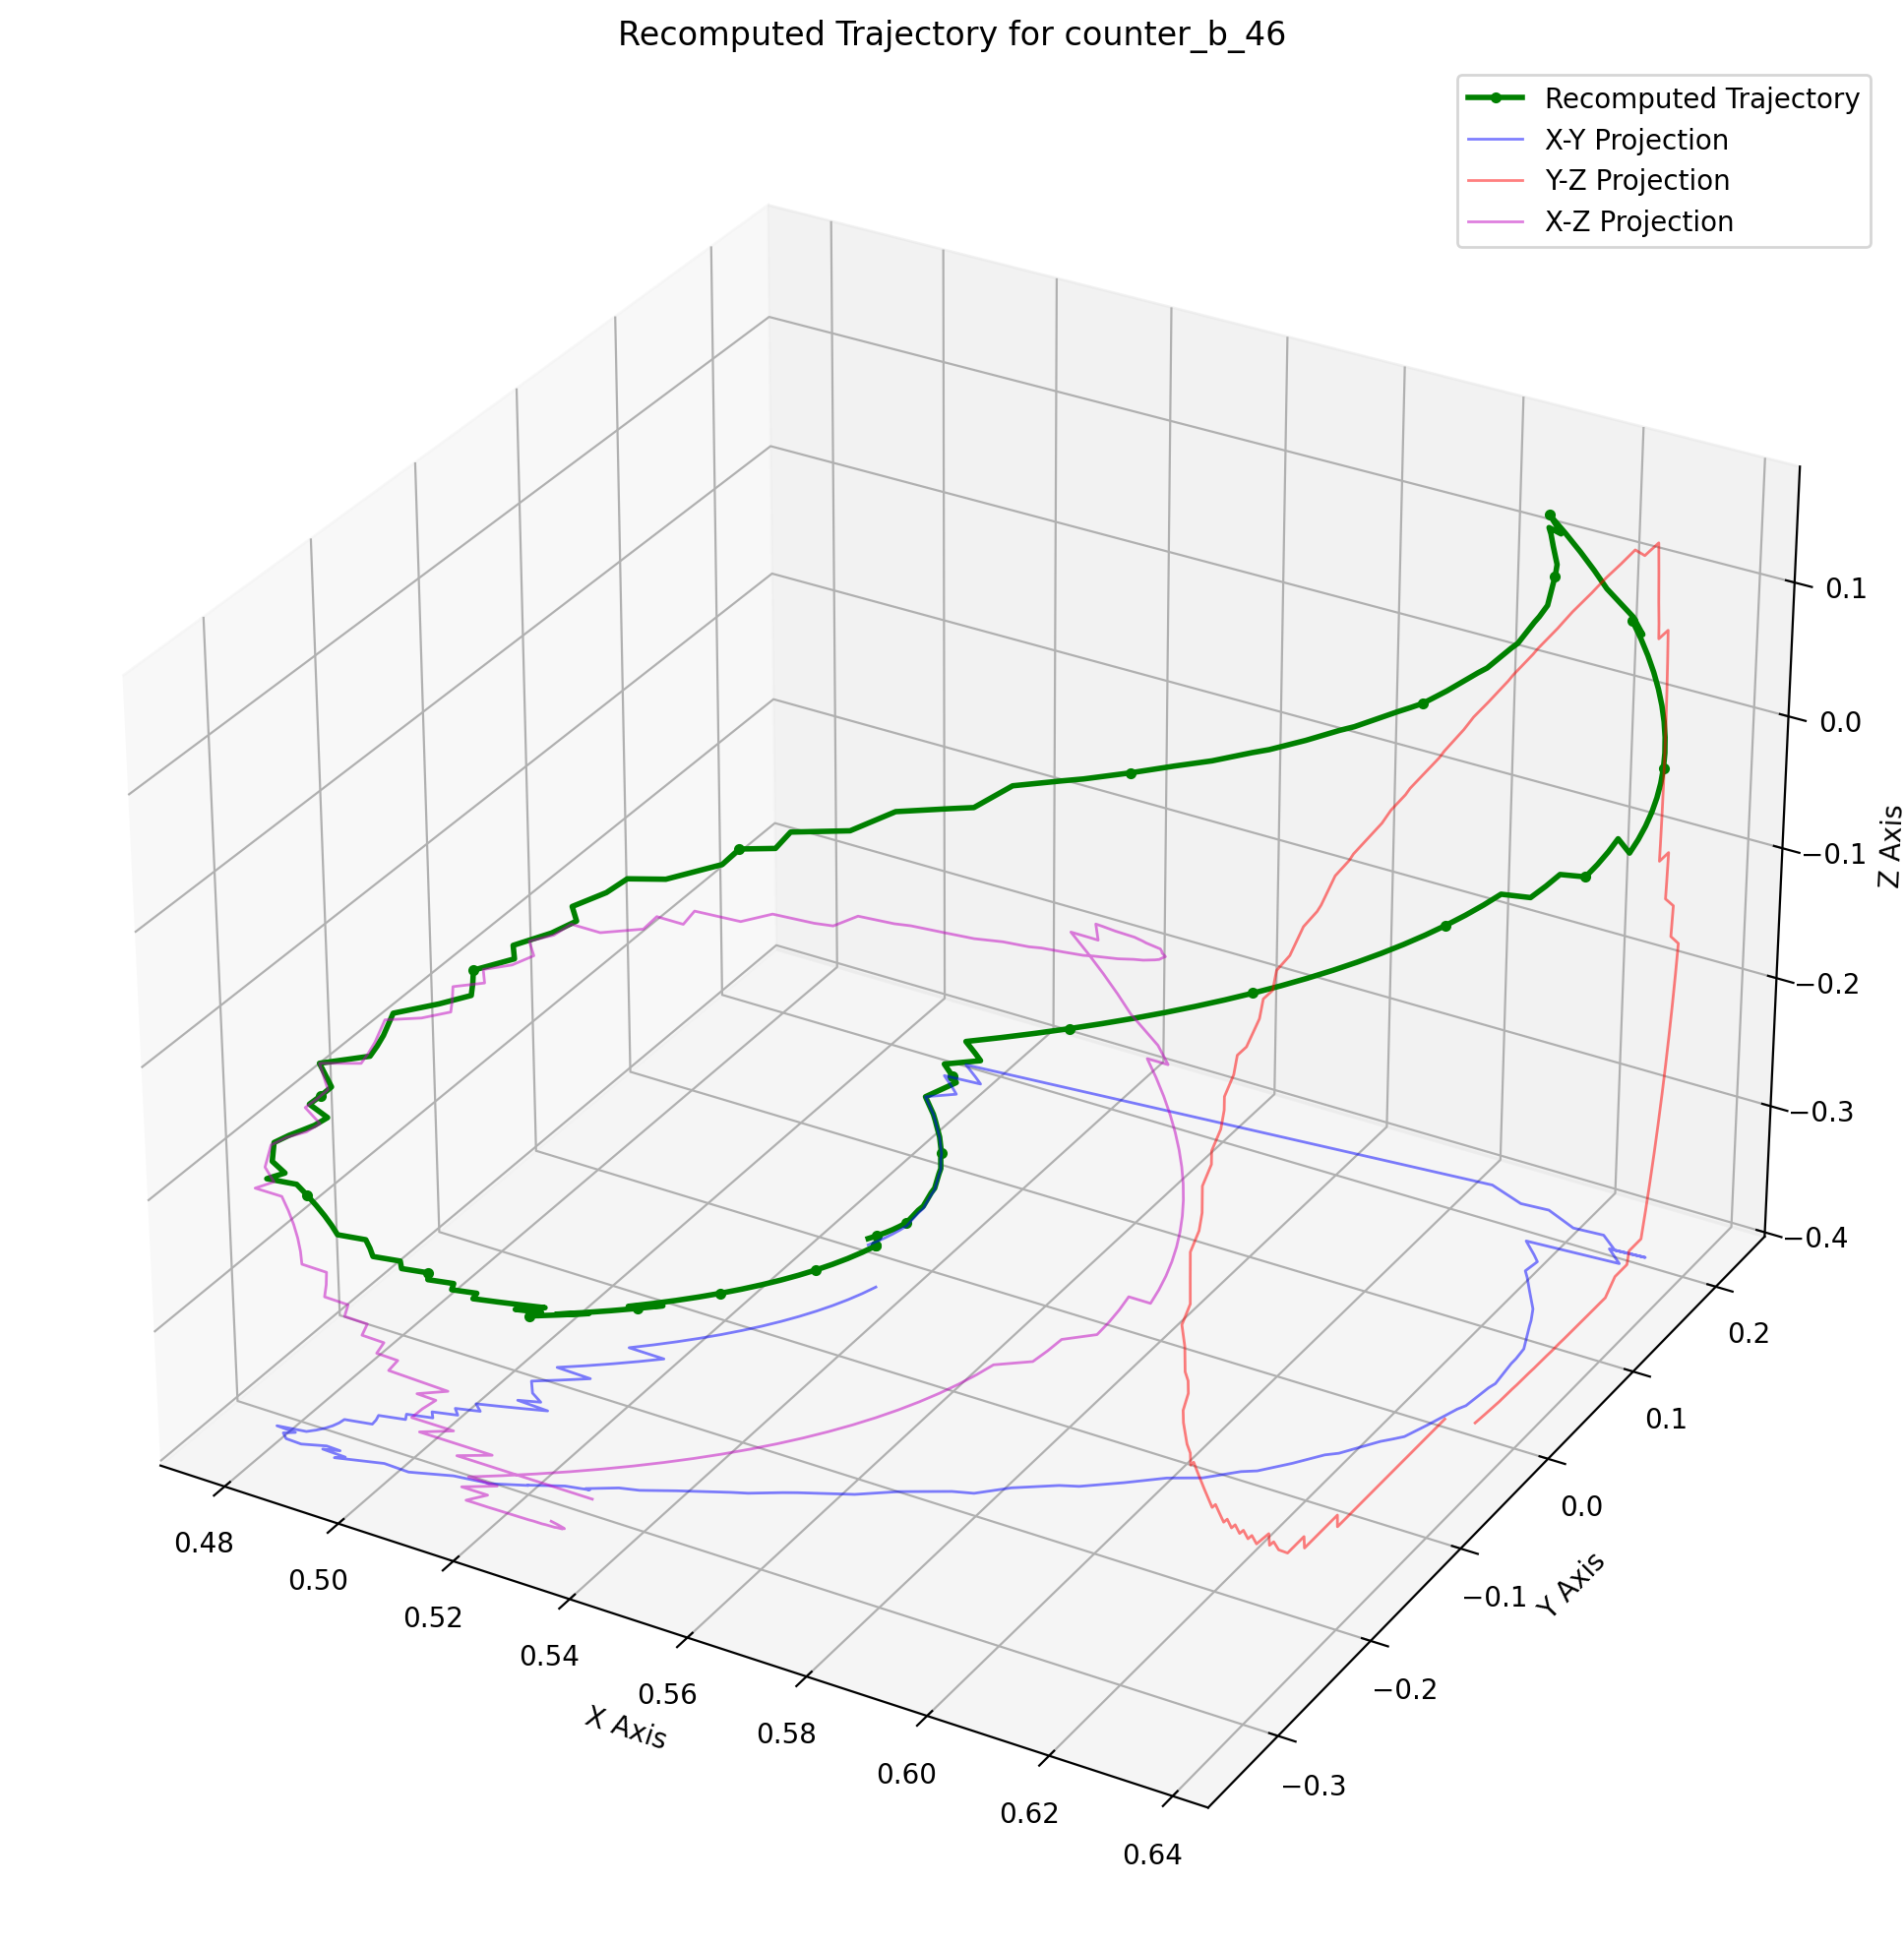 Recomputed Trajectory for counter_b_46
Recomputed Trajectory
X-Y Projection
Y-Z Projection
X-Z Projection
0.1
0.0
−0.1
−0.2
−0.3
−0.4
Z Axis
0.2
0.1
0.0
−0.1
−0.2
−0.3
Y Axis
0.48
0.50
0.52
0.54
0.56
0.58
0.60
0.62
0.64
X Axis